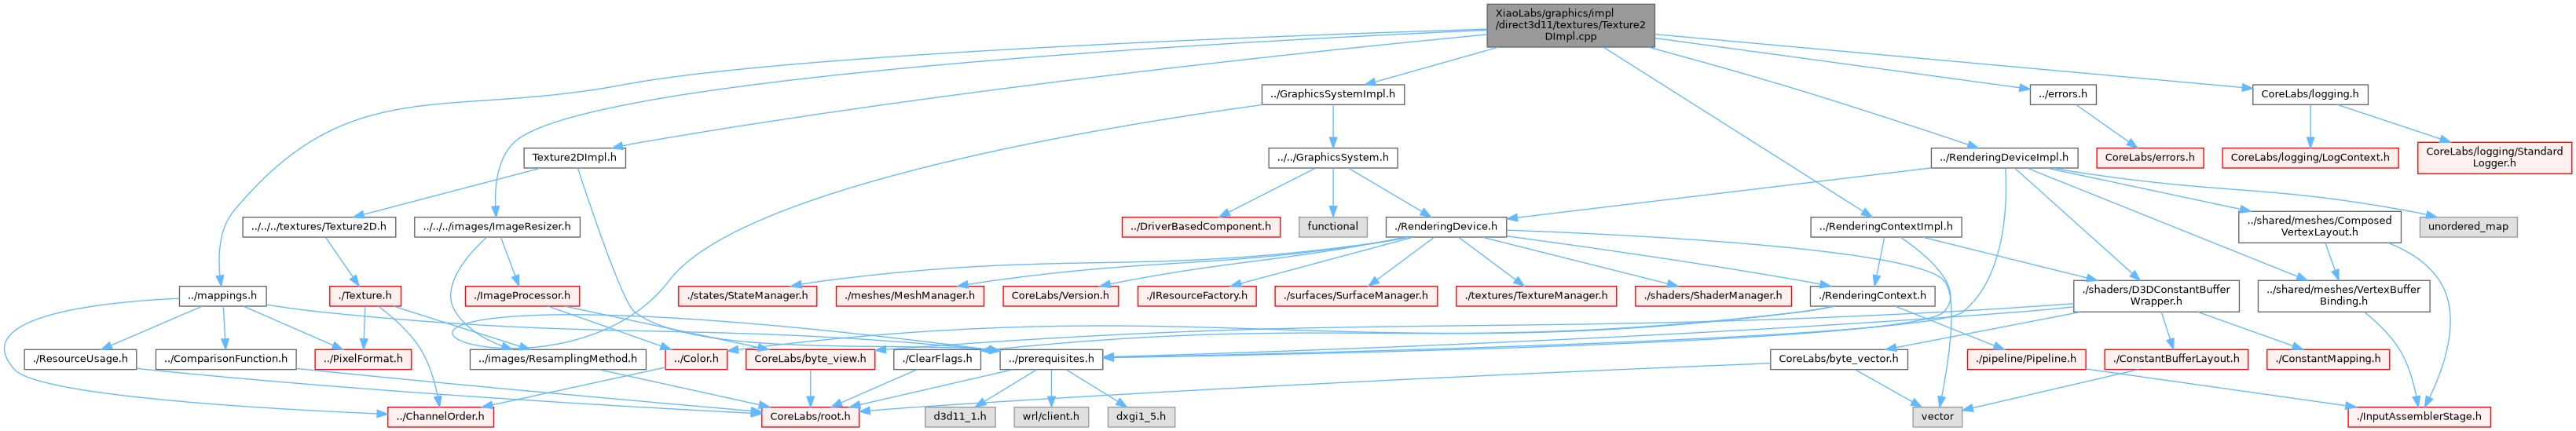 XiaoLabs/graphics/impl
/direct3d11/textures/Texture2
DImpl.cpp
../GraphicsSystemImpl.h
../errors.h
CoreLabs/logging.h
Texture2DImpl.h
../../GraphicsSystem.h
../RenderingDeviceImpl.h
CoreLabs/errors.h
CoreLabs/logging/LogContext.h
CoreLabs/logging/Standard
Logger.h
../../../textures/Texture2D.h
../../../images/ImageResizer.h
../DriverBasedComponent.h
functional
./RenderingDevice.h
../RenderingContextImpl.h
../shared/meshes/Composed
VertexLayout.h
unordered_map
../mappings.h
./Texture.h
./ImageProcessor.h
./states/StateManager.h
./meshes/MeshManager.h
CoreLabs/Version.h
./IResourceFactory.h
./surfaces/SurfaceManager.h
./textures/TextureManager.h
./shaders/ShaderManager.h
./RenderingContext.h
./shaders/D3DConstantBuffer
Wrapper.h
../shared/meshes/VertexBuffer
Binding.h
./ResourceUsage.h
../ComparisonFunction.h
../PixelFormat.h
../images/ResamplingMethod.h
../Color.h
CoreLabs/byte_view.h
./ClearFlags.h
../prerequisites.h
CoreLabs/byte_vector.h
./pipeline/Pipeline.h
./ConstantBufferLayout.h
./ConstantMapping.h
../ChannelOrder.h
CoreLabs/root.h
d3d11_1.h
wrl/client.h
dxgi1_5.h
vector
./InputAssemblerStage.h